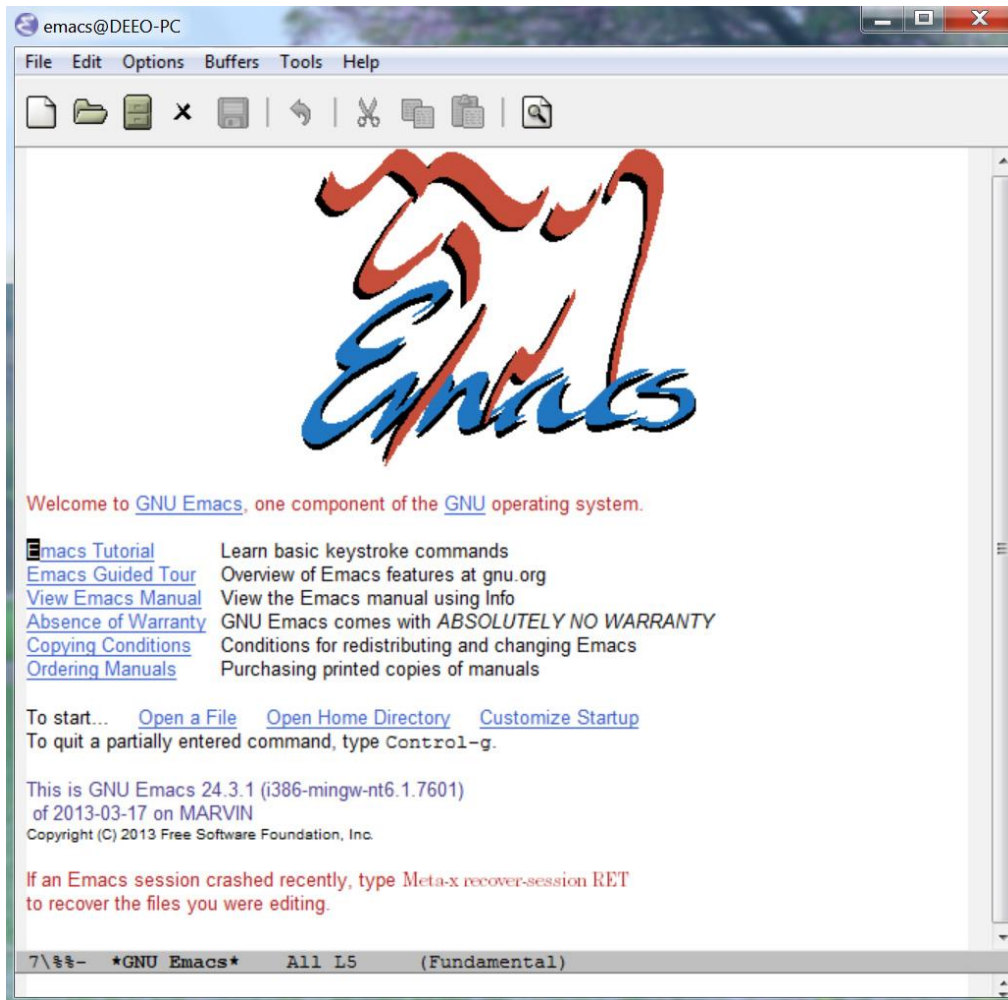 emacs@DEEO-PC
File Edit Options Buffers Tools Help
Emacs
Welcome to GNU Emacs, one component of the GNU operating system.
Emacs Tutorial Learn basic keystroke commands
Emacs Guided Tour Overview of Emacs features at gnu.org
View Emacs Manual View the Emacs manual using Info
Absence of Warranty GNU Emacs comes with ABSOLUTELY NO WARRANTY
Copying Conditions Conditions for redistributing and changing Emacs
Ordering Manuals Purchasing printed copies of manuals
To start... Open a File Open Home Directory Customize Startup
To quit a partially entered command, type Control-g.
This is GNU Emacs 24.3.1 (i386-mingw-nt6.1.7601)
of 2013-03-17 on MARVIN
Copyright (C) 2013 Free Software Foundation, Inc.
If an Emacs session crashed recently, type Meta-x recover-session RET
to recover the files you were editing.
7\%%- *GNU Emacs* All L5 (Fundamental)